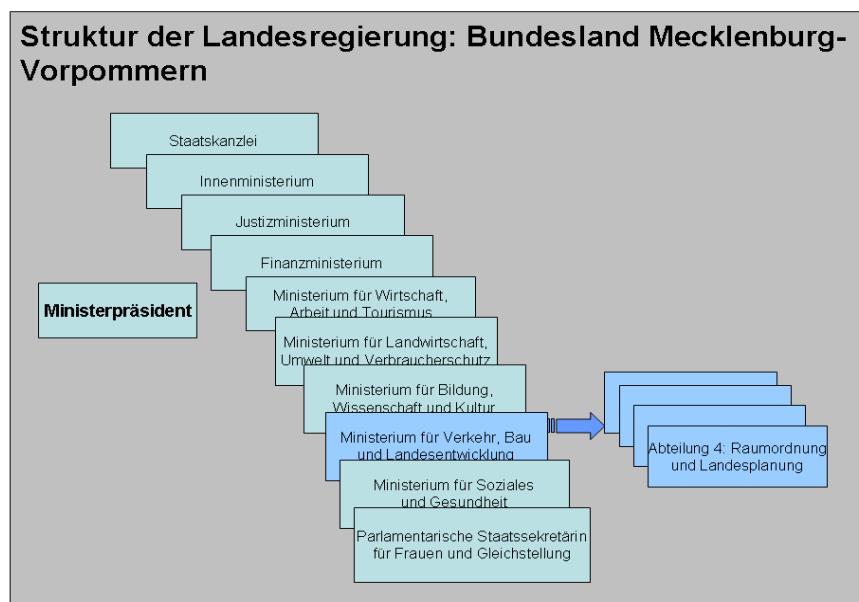 Struktur der Landesregierung: Bundesland Mecklenburg-
Vorpommern
Staatskanzlei
Innenministerium
Justizministerium
Finanzministerium
Ministerpräsident
Ministerium für Wirtschaft,
Arbeit und Tourismus
Ministerium für Landwirtschaft,
Umwelt und Verbraucherschutz
Ministerium für Bildung,
Wissenschaft und Kultur
Ministerium für Verkehr, Bau
und Landesentwicklung
Abteilung 4: Raumordnung
und Landesplanung
Ministerium für Soziales
und Gesundheit
Parlamentarische Staatssekretärin
für Frauen und Gleichstellung